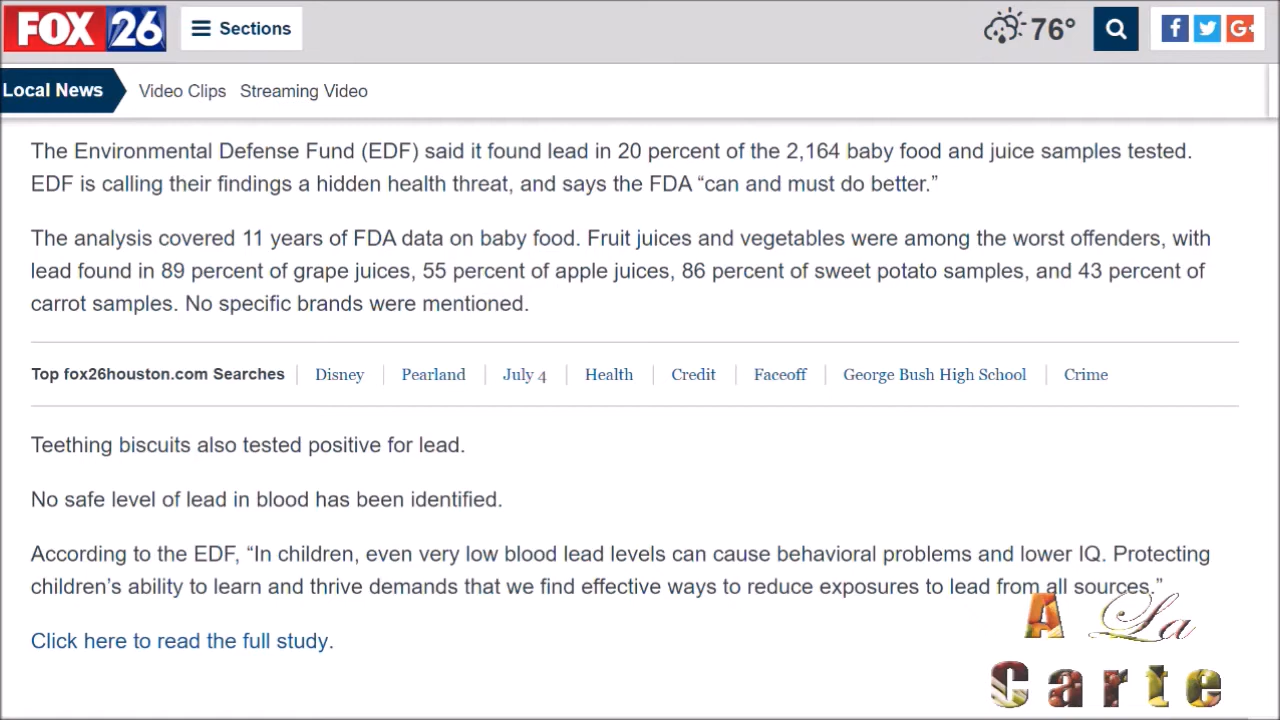 FOX 26 Sections 76° f G+
Local News Video Clips Streaming Video
The Environmental Defense Fund (EDF) said it found lead in 20 percent of the 2,164 baby food and juice samples tested.
EDF is calling their findings a hidden health threat, and says the FDA “can and must do better.”
The analysis covered 11 years of FDA data on baby food. Fruit juices and vegetables were among the worst offenders, with
lead found in 89 percent of grape juices, 55 percent of apple juices, 86 percent of sweet potato samples, and 43 percent of
carrot samples. No specific brands were mentioned.
Top fox26houston.com Searches Disney Pearland July 4 Health Credit Faceoff George Bush High School Crime
Teething biscuits also tested positive for lead.
No safe level of lead in blood has been identified.
According to the EDF, “In children, even very low blood lead levels can cause behavioral problems and lower IQ. Protecting
children’s ability to learn and thrive demands that we find effective ways to reduce exposures to lead from all sources.”
Click here to read the full study.
A La
Carte